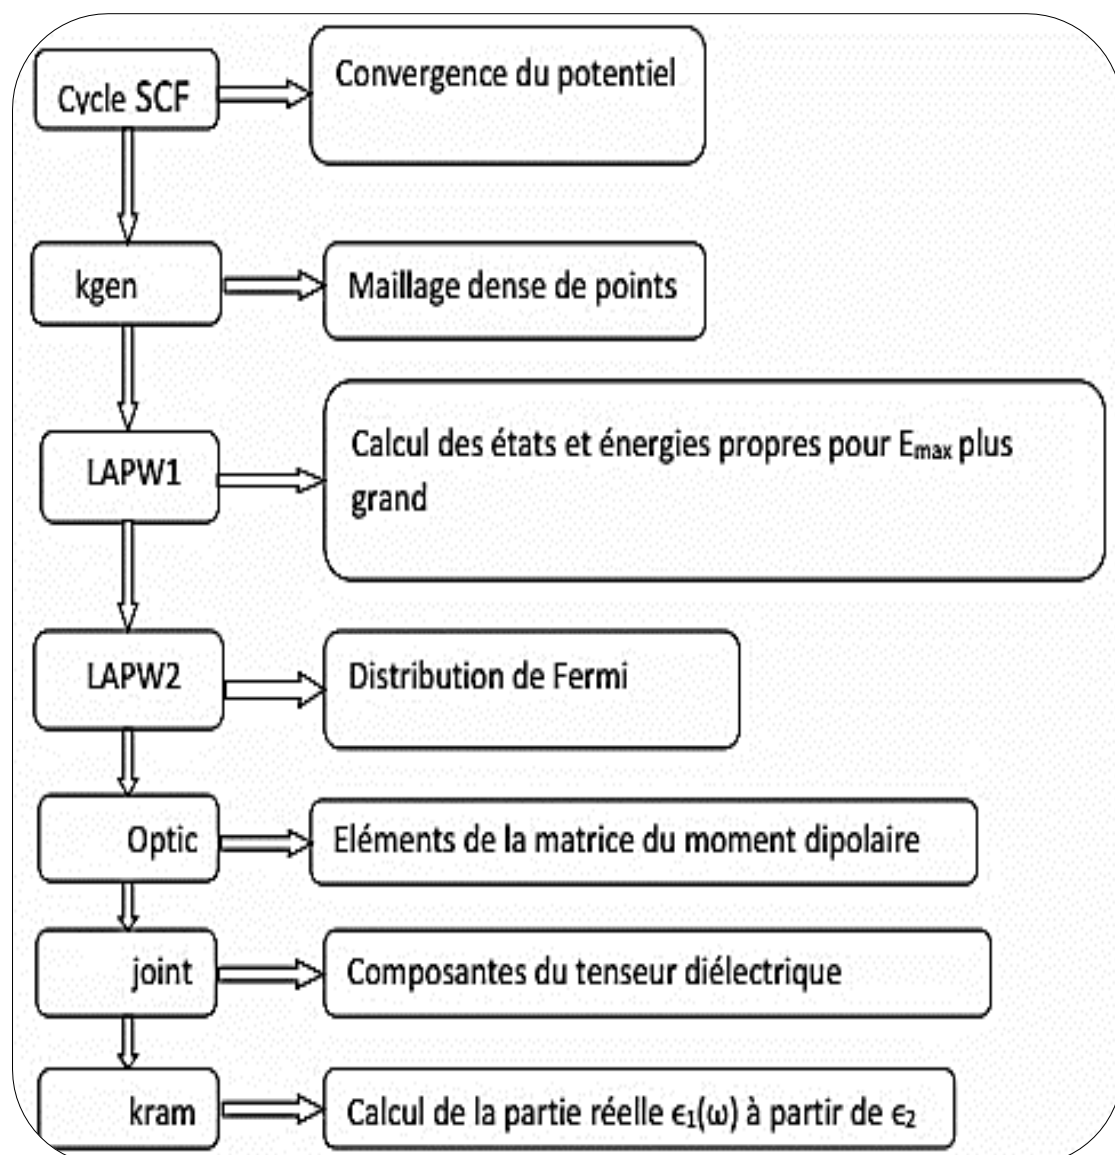 Cycle SCF
Convergence du potentiel
kgen
Maillage dense de points
LAPW1
Calcul des états et énergies propres pour Eₘₐₓ plus
grand
LAPW2
Distribution de Fermi
Optic
Eléments de la matrice du moment dipolaire
joint
Composantes du tenseur diélectrique
kram
Calcul de la partie réelle ϵ₁(ω) à partir de ϵ₂